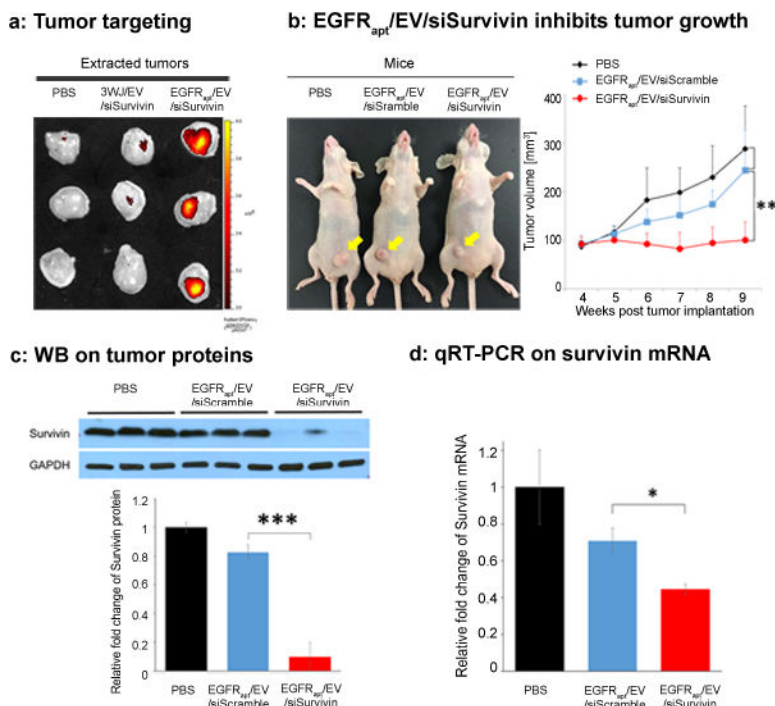 a: Tumor targeting
Extracted tumors
PBS
3WJ/EV
/siSurvivin
EGFRapt/EV
/siSurvivin
b: EGFRapt/EV/siSurvivin inhibits tumor growth
Mice
PBS
EGFRapt/EV
/siScramble
EGFRapt/EV
/siSurvivin
PBS
EGFRapt/EV/siScramble
EGFRapt/EV/siSurvivin
Tumor volume [mm³]
400
300
200
100
0
**
4 5 6 7 8 9
Weeks post tumor implantation
c: WB on tumor proteins
PBS
EGFRapt/EV
/siScramble
EGFRapt/EV
/siSurvivin
Survivin
GAPDH
Relative fold change of Survivin protein
1.2
1
0.8
0.6
0.4
0.2
0
***
PBS
EGFRapt/EV
/siScramble
EGFRapt/EV
/siSurvivin
d: qRT-PCR on survivin mRNA
Relative fold change of Survivin mRNA
1.2
1
0.8
0.6
0.4
0.2
0
*
PBS
EGFRapt/EV
/siScramble
EGFRapt/EV
/siSurvivin